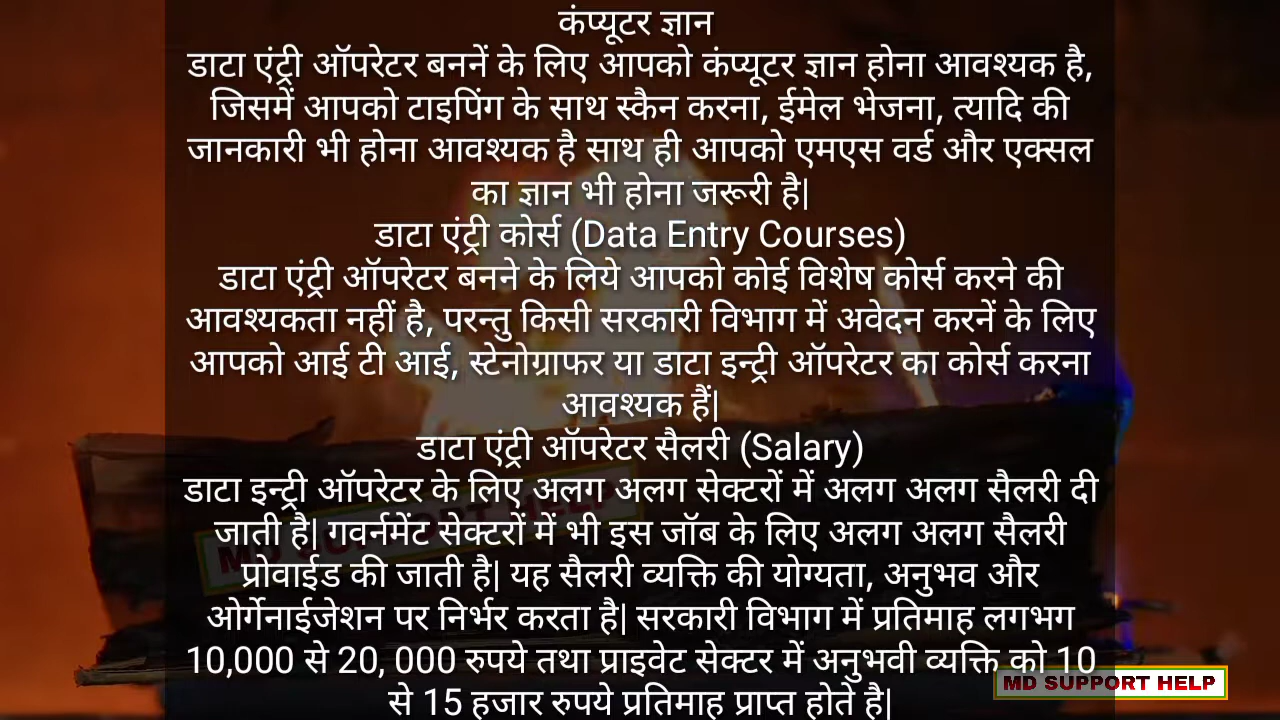 कंप्यूटर ज्ञान
डाटा एंट्री ऑपरेटर बननें के लिए आपको कंप्यूटर ज्ञान होना आवश्यक है,
जिसमें आपको टाइपिंग के साथ स्कैन करना, ईमेल भेजना, त्यादि की
जानकारी भी होना आवश्यक है साथ ही आपको एमएस वर्ड और एक्सल
का ज्ञान भी होना जरूरी है|
डाटा एंट्री कोर्स (Data Entry Courses)
डाटा एंट्री ऑपरेटर बनने के लिये आपको कोई विशेष कोर्स करने की
आवश्यकता नहीं है, परन्तु किसी सरकारी विभाग में अवेदन करनें के लिए
आपको आई टी आई, स्टेनोग्राफर या डाटा इन्ट्री ऑपरेटर का कोर्स करना
आवश्यक हैं|
डाटा एंट्री ऑपरेटर सैलरी (Salary)
डाटा इन्ट्री ऑपरेटर के लिए अलग अलग सेक्टरों में अलग अलग सैलरी दी
जाती है| गवर्नमेंट सेक्टरों में भी इस जॉब के लिए अलग अलग सैलरी
प्रोवाईड की जाती है| यह सैलरी व्यक्ति की योग्यता, अनुभव और
ओर्गेनाईजेशन पर निर्भर करता है| सरकारी विभाग में प्रतिमाह लगभग
10,000 से 20, 000 रुपये तथा प्राइवेट सेक्टर में अनुभवी व्यक्ति को 10
से 15 हजार रुपये प्रतिमाह प्राप्त होते है|
MD SUPPORT HELP
MD SUPPORT HELP